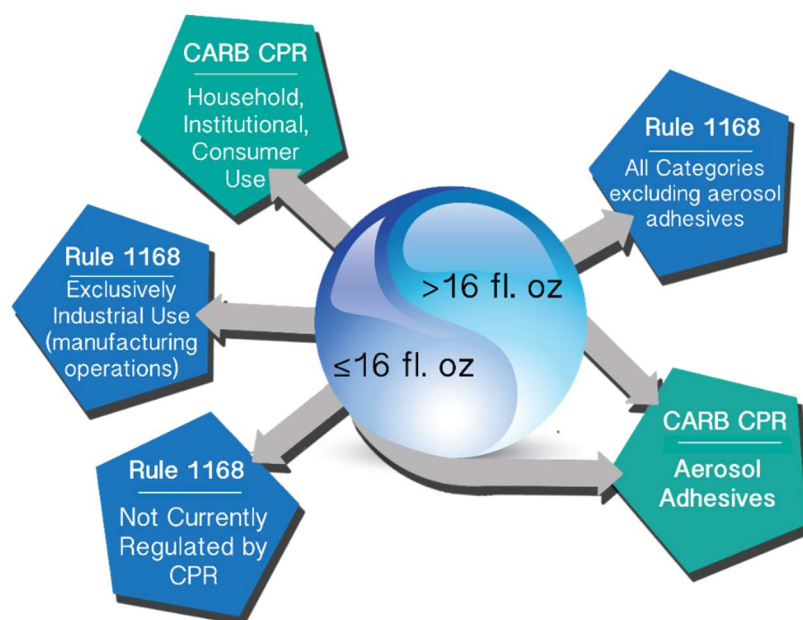 CARB CPR
Household,
Institutional,
Consumer
Use
Rule 1168
All Categories
excluding aerosol
adhesives
Rule 1168
Exclusively
Industrial Use
(manufacturing
operations)
>16 fl. oz
≤16 fl. oz
Rule 1168
Not Currently
Regulated by
CPR
CARB CPR
Aerosol
Adhesives